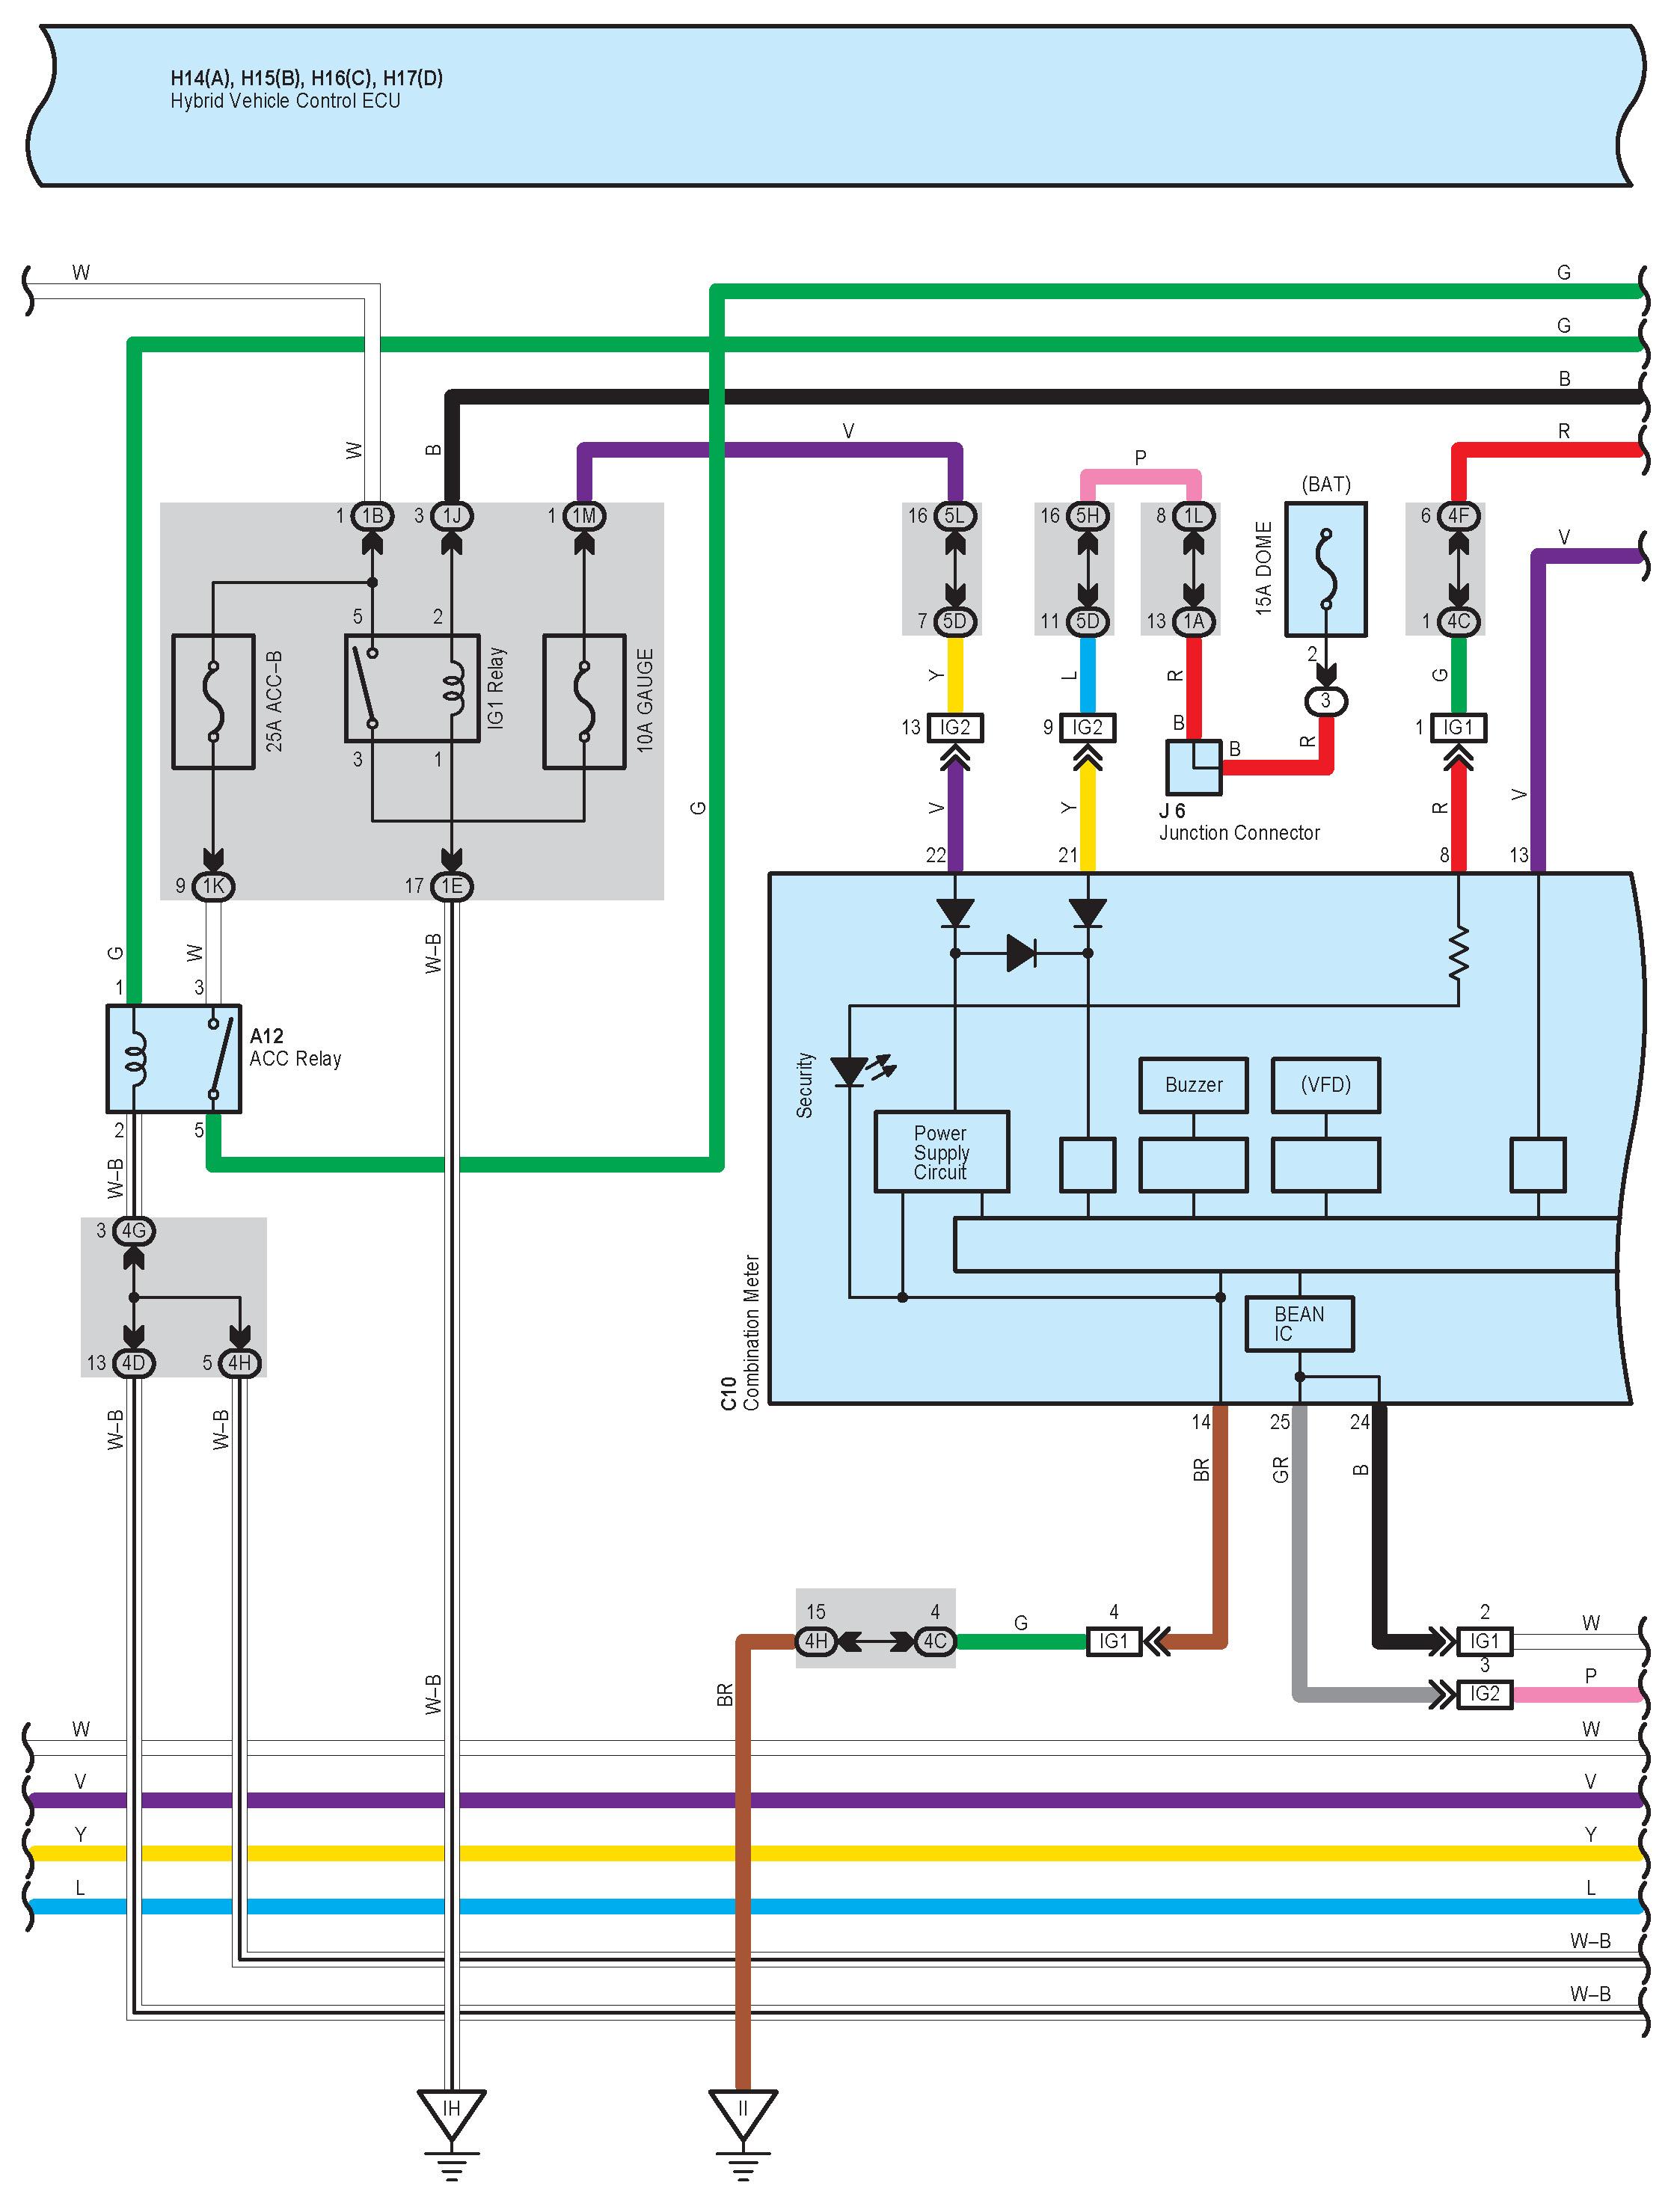 H14(A), H15(B), H16(C), H17(D)
Hybrid Vehicle Control ECU
W
G
G
B
V
R
P
(BAT)
W
B
1 1B
3 1J
1 1M
16 5L
16 5H
8 1L
15A DOME
6 4F
V
5
2
7 5D
11 5D
13 1A
1 4C
25A ACC-B
IG1 Relay
10A GAUGE
2
3
Y
L
R
R
G
13 IG2
9 IG2
B
B
1 IG1
3
1
J 6
Junction Connector
G
V
Y
R
V
22
21
8
13
9 1K
17 1E
G
W
W-B
1
3
A12
ACC Relay
Security
Buzzer
(VFD)
2
5
Power
Supply
Circuit
W-B
3 4G
C10
Combination Meter
BEAN
IC
13 4D
5 4H
W-B
W-B
14
25
24
BR
GR
B
15
4
G
4
2
W
4H
4C
IG1
IG1
W-B
BR
3
IG2
P
W
W
V
V
Y
Y
L
L
W-B
W-B
IH
II